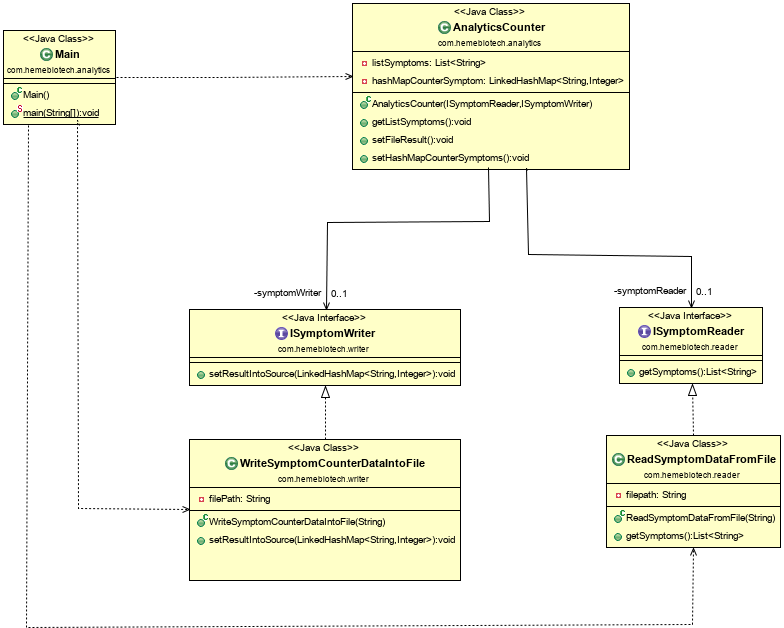 <<Java Class>>
Main
com.hemebiotech.analytics
Main()
main(String[]):void
<<Java Class>>
AnalyticsCounter
com.hemebiotech.analytics
listSymptoms: List<String>
hashMapCounterSymptom: LinkedHashMap<String,Integer>
AnalyticsCounter(ISymptomReader,ISymptomWriter)
getListSymptoms():void
setFileResult():void
setHashMapCounterSymptoms():void
-symptomWriter 0..1
-symptomReader 0..1
<<Java Interface>>
ISymptomWriter
com.hemebiotech.writer
setResultIntoSource(LinkedHashMap<String,Integer>):void
<<Java Interface>>
ISymptomReader
com.hemebiotech.reader
getSymptoms():List<String>
<<Java Class>>
WriteSymptomCounterDataIntoFile
com.hemebiotech.writer
filePath: String
WriteSymptomCounterDataIntoFile(String)
setResultIntoSource(LinkedHashMap<String,Integer>):void
<<Java Class>>
ReadSymptomDataFromFile
com.hemebiotech.reader
filepath: String
ReadSymptomDataFromFile(String)
getSymptoms():List<String>